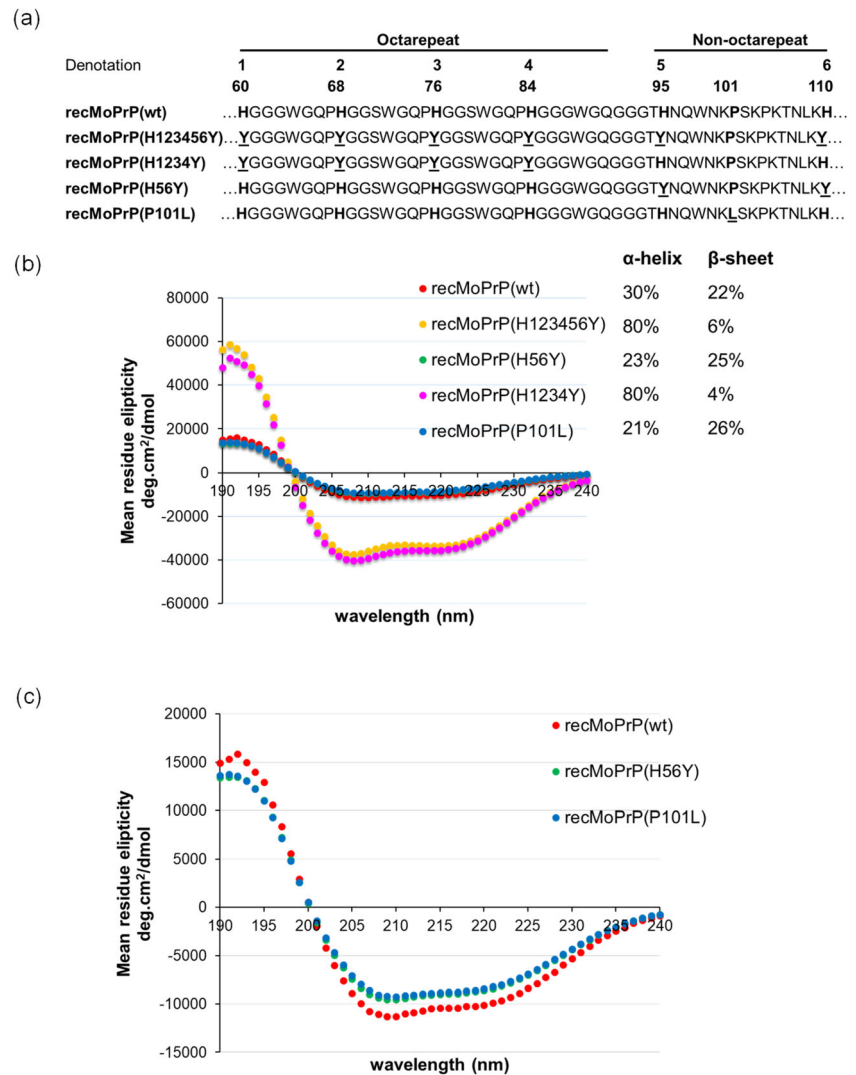 (a)
Octarepeat Non-octarepeat
Denotation 1 2 3 4 5 6
60 68 76 84 95 101 110
recMoPrP(wt) ...HGGGWGQPHGGSWGQPHGGSWGQPHGGGWGQGGGTHNQWNKPSKPKTNLKH...
recMoPrP(H123456Y) ...YGGGWGQPYGGSWGQPYGGSWGQPYGGGWGQGGGTYNQWNKPSKPKTNLKY...
recMoPrP(H1234Y) ...YGGGWGQPYGGSWGQPYGGSWGQPYGGGWGQGGGTHNQWNKPSKPKTNLKH...
recMoPrP(H56Y) ...HGGGWGQPHGGSWGQPHGGSWGQPHGGGWGQGGGTYNQWNKPSKPKTNLKY...
recMoPrP(P101L) ...HGGGWGQPHGGSWGQPHGGSWGQPHGGGWGQGGGTHNQWNKLSKPKTNLKH...
(b)
α-helix β-sheet
recMoPrP(wt) 30% 22%
recMoPrP(H123456Y) 80% 6%
recMoPrP(H56Y) 23% 25%
recMoPrP(H1234Y) 80% 4%
recMoPrP(P101L) 21% 26%
Mean residue elipticity
deg.cm²/dmol
80000
60000
40000
20000
0
-20000
-40000
-60000
190 195 200 205 210 215 220 225 230 235 240
wavelength (nm)
(c)
recMoPrP(wt)
recMoPrP(H56Y)
recMoPrP(P101L)
Mean residue elipticity
deg.cm²/dmol
20000
15000
10000
5000
0
-5000
-10000
-15000
190 195 200 205 210 215 220 225 230 235 240
wavelength (nm)